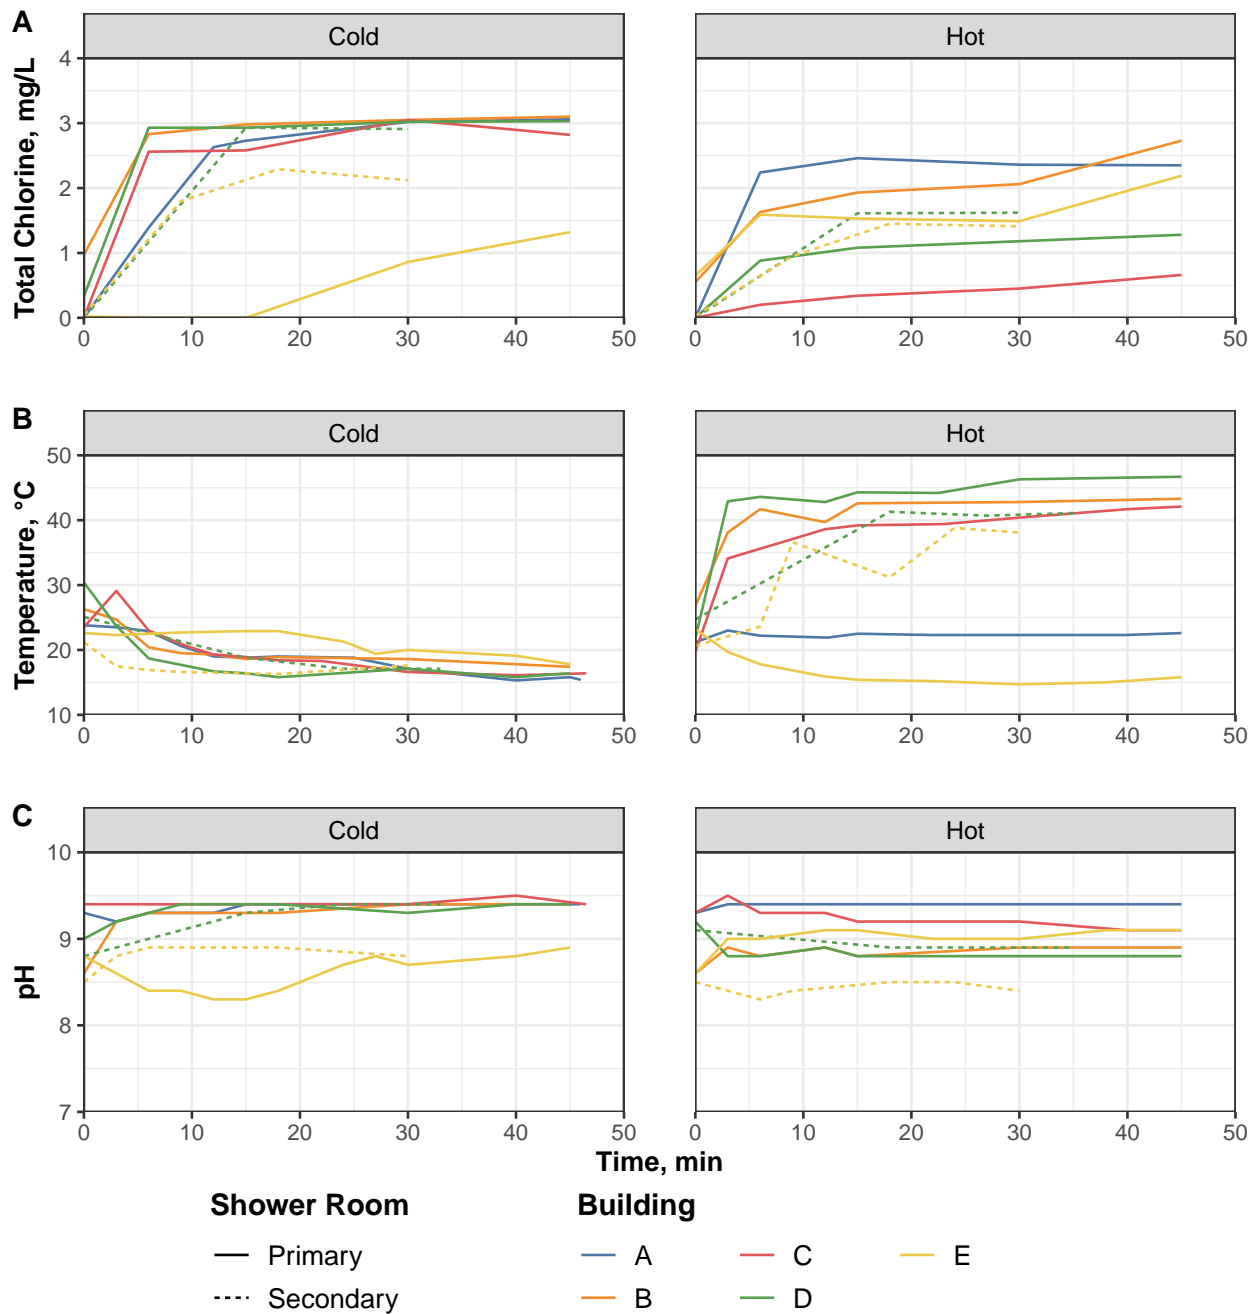 A
Cold
Hot
Total Chlorine, mg/L
4
3
2
1
0
0 10 20 30 40 50
0 10 20 30 40 50
B
Cold
Hot
Temperature, °C
50
40
30
20
10
0 10 20 30 40 50
0 10 20 30 40 50
C
Cold
Hot
pH
10
9
8
7
0 10 20 30 40 50
0 10 20 30 40 50
Time, min
Shower Room
Building
Primary
A C E
Secondary
B D